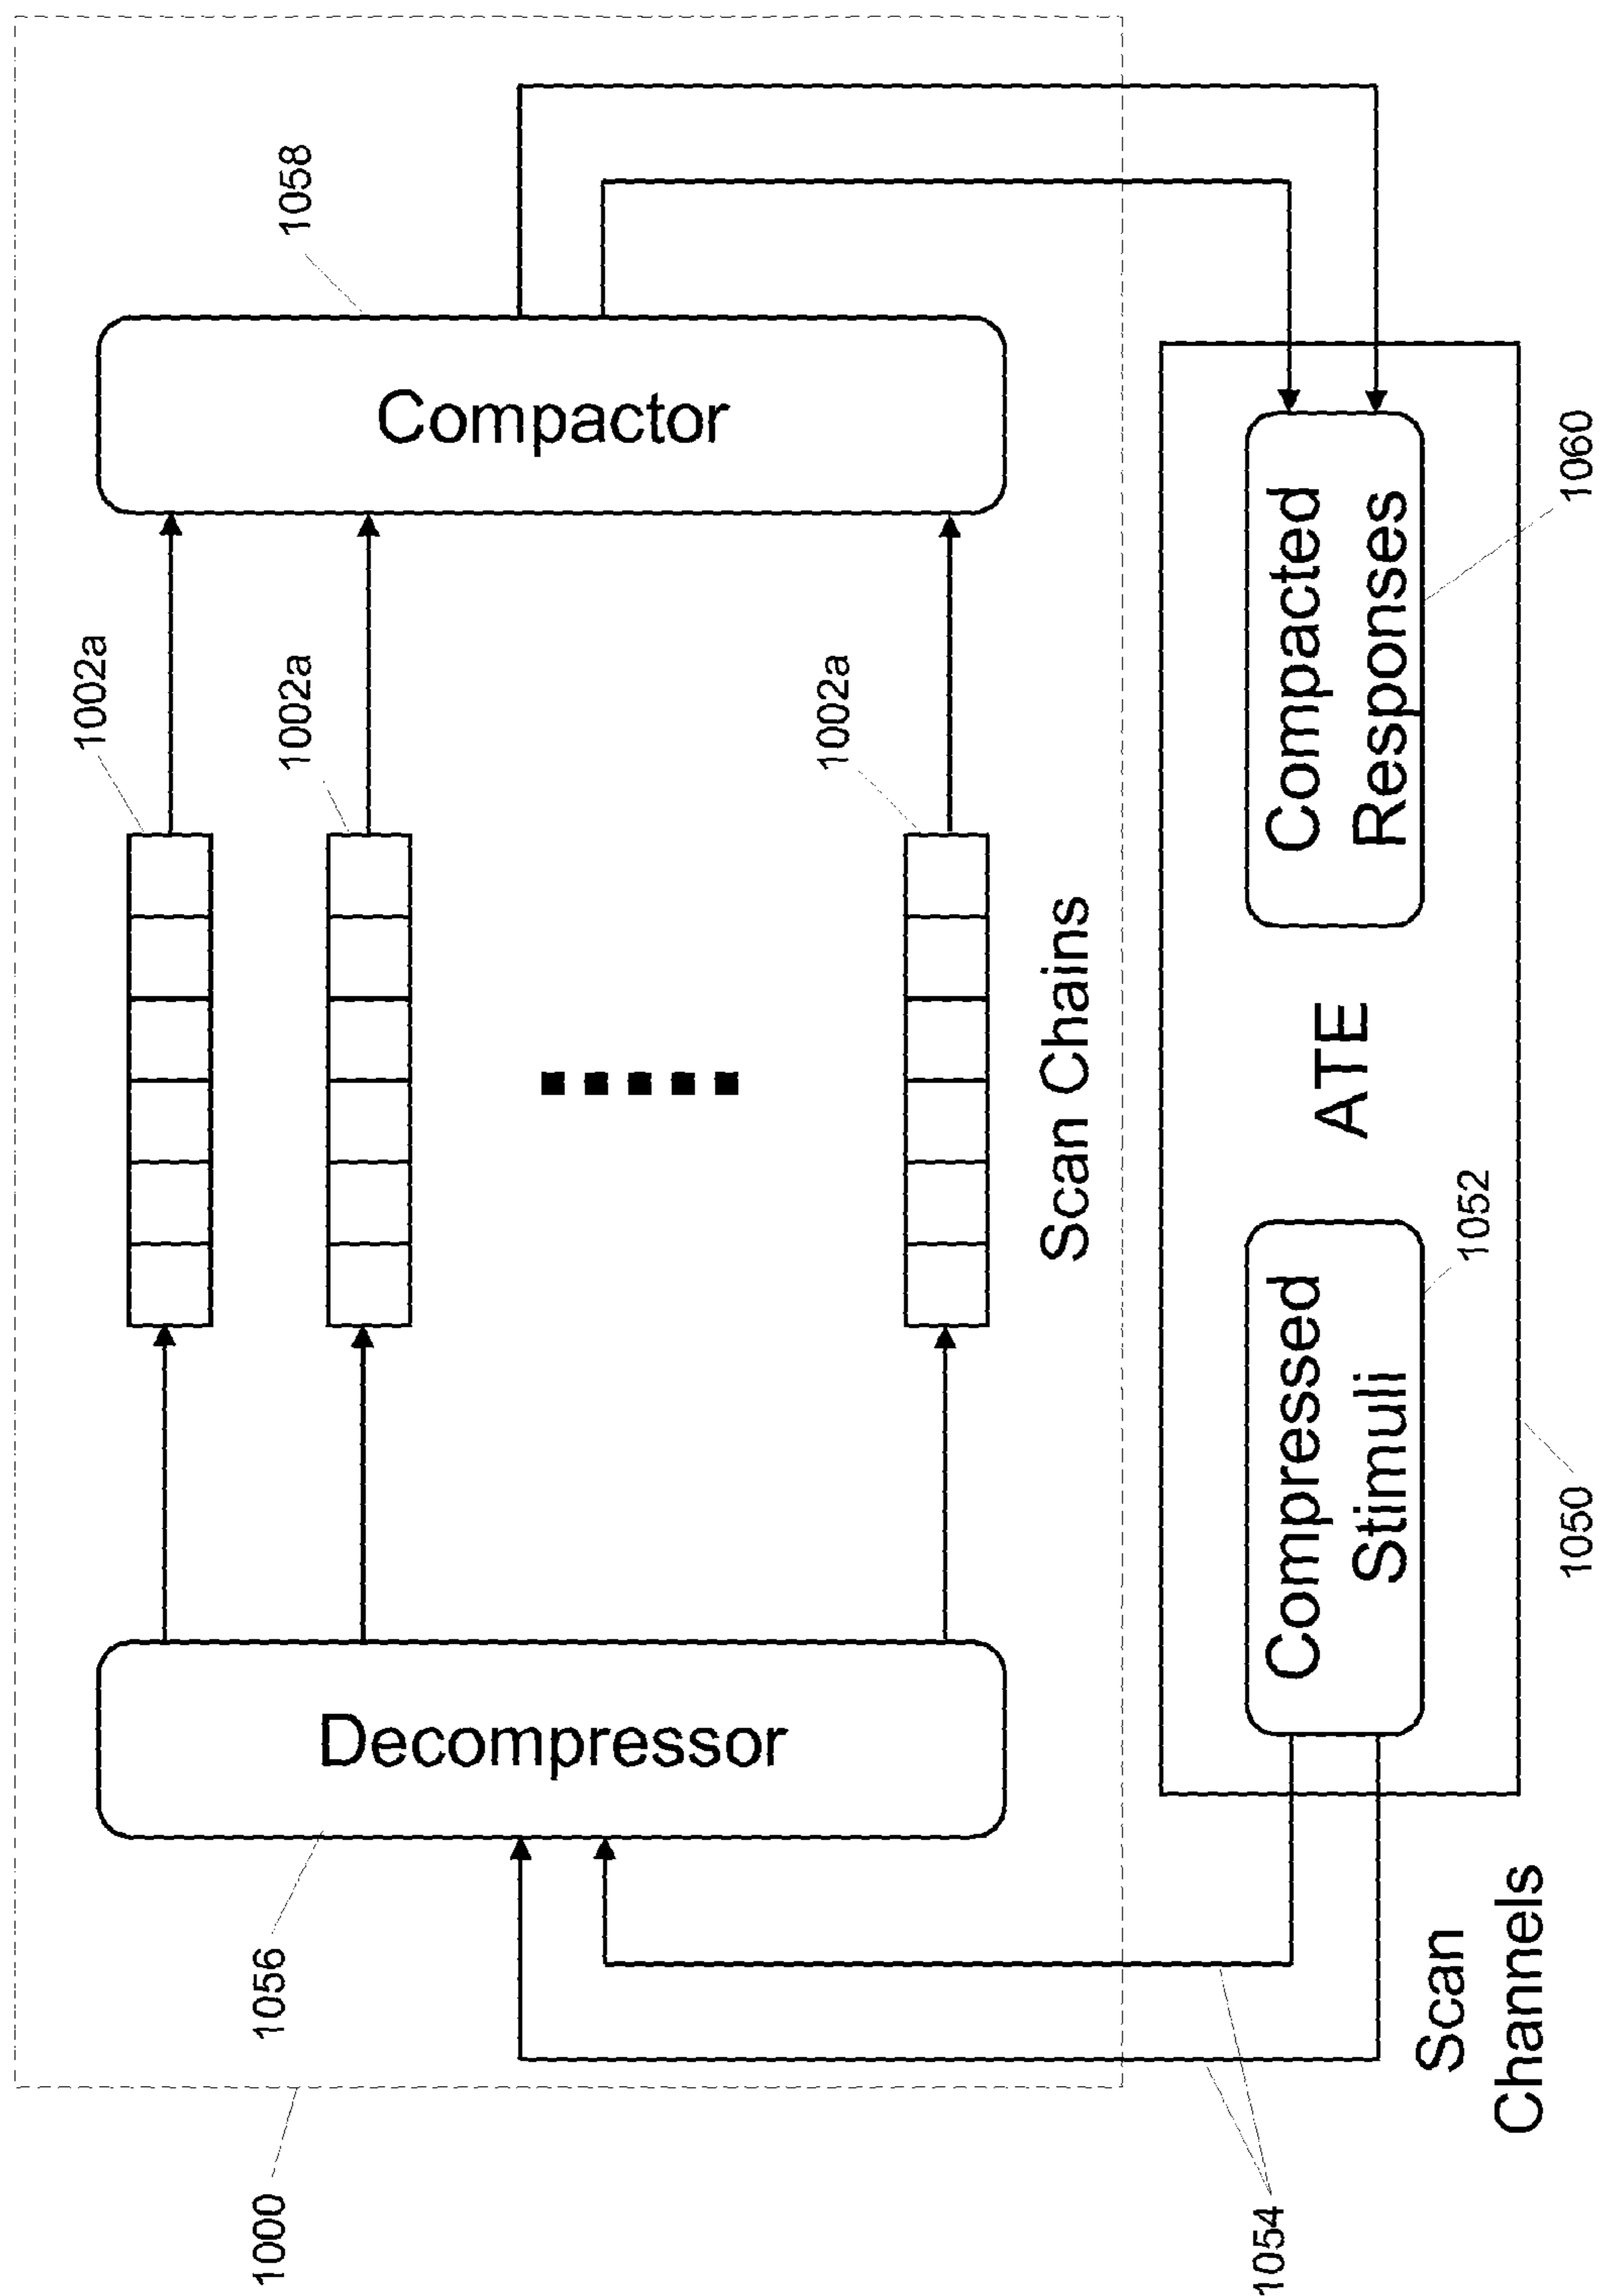 1000
1056
1058
1002a
1002a
1002a
Decompressor
Compactor
Scan Chains
1054
Scan
Channels
Compressed
Stimuli
1052
ATE
Compacted
Responses
1060
1050